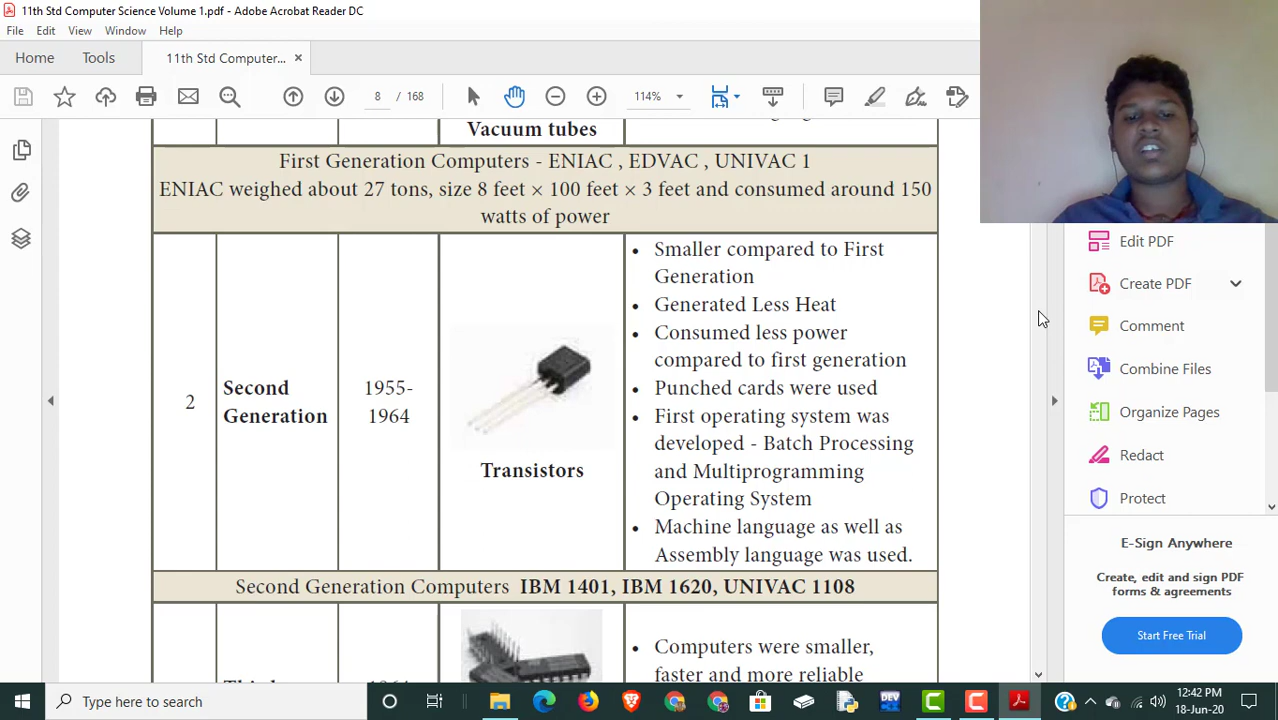 11th Std Computer Science Volume 1.pdf - Adobe Acrobat Reader DC
File Edit View Window Help
Home Tools 11th Std Computer... ×
8 / 168 114%
Vacuum tubes
First Generation Computers - ENIAC , EDVAC , UNIVAC 1
ENIAC weighed about 27 tons, size 8 feet × 100 feet × 3 feet and consumed around 150
watts of power
2
Second
Generation
1955-
1964
Transistors
• Smaller compared to First
Generation
• Generated Less Heat
• Consumed less power
compared to first generation
• Punched cards were used
• First operating system was
developed - Batch Processing
and Multiprogramming
Operating System
• Machine language as well as
Assembly language was used.
Second Generation Computers IBM 1401, IBM 1620, UNIVAC 1108
• Computers were smaller,
faster and more reliable
Edit PDF
Create PDF
Comment
Combine Files
Organize Pages
Redact
Protect
E-Sign Anywhere
Create, edit and sign PDF
forms & agreements
Start Free Trial
Type here to search
DEV
12:42 PM
18-Jun-20